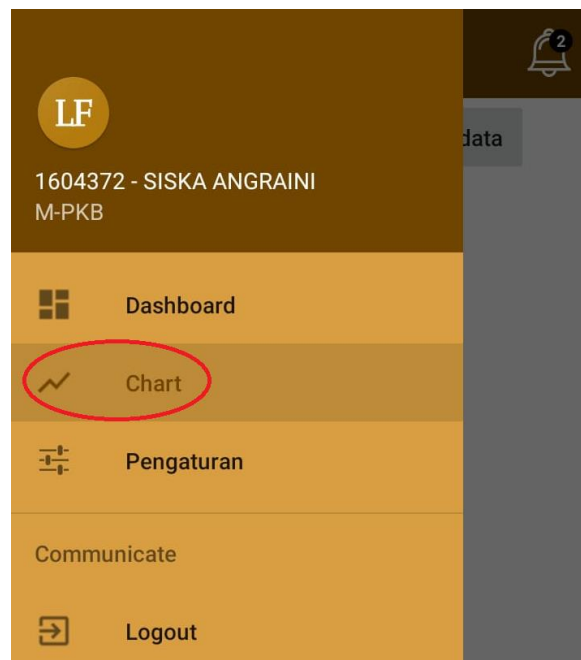 2
LF
data
1604372 - SISKA ANGRAINI
M-PKB
Dashboard
Chart
Pengaturan
Communicate
Logout